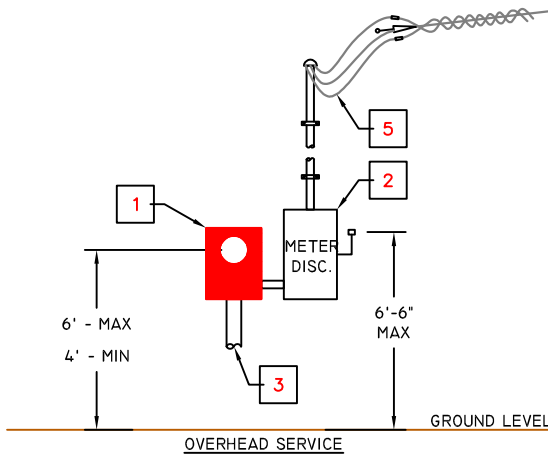 5
2
1
METER
DISC.
6' - MAX
4' - MIN
6'-6"
MAX
3
GROUND LEVEL
OVERHEAD SERVICE